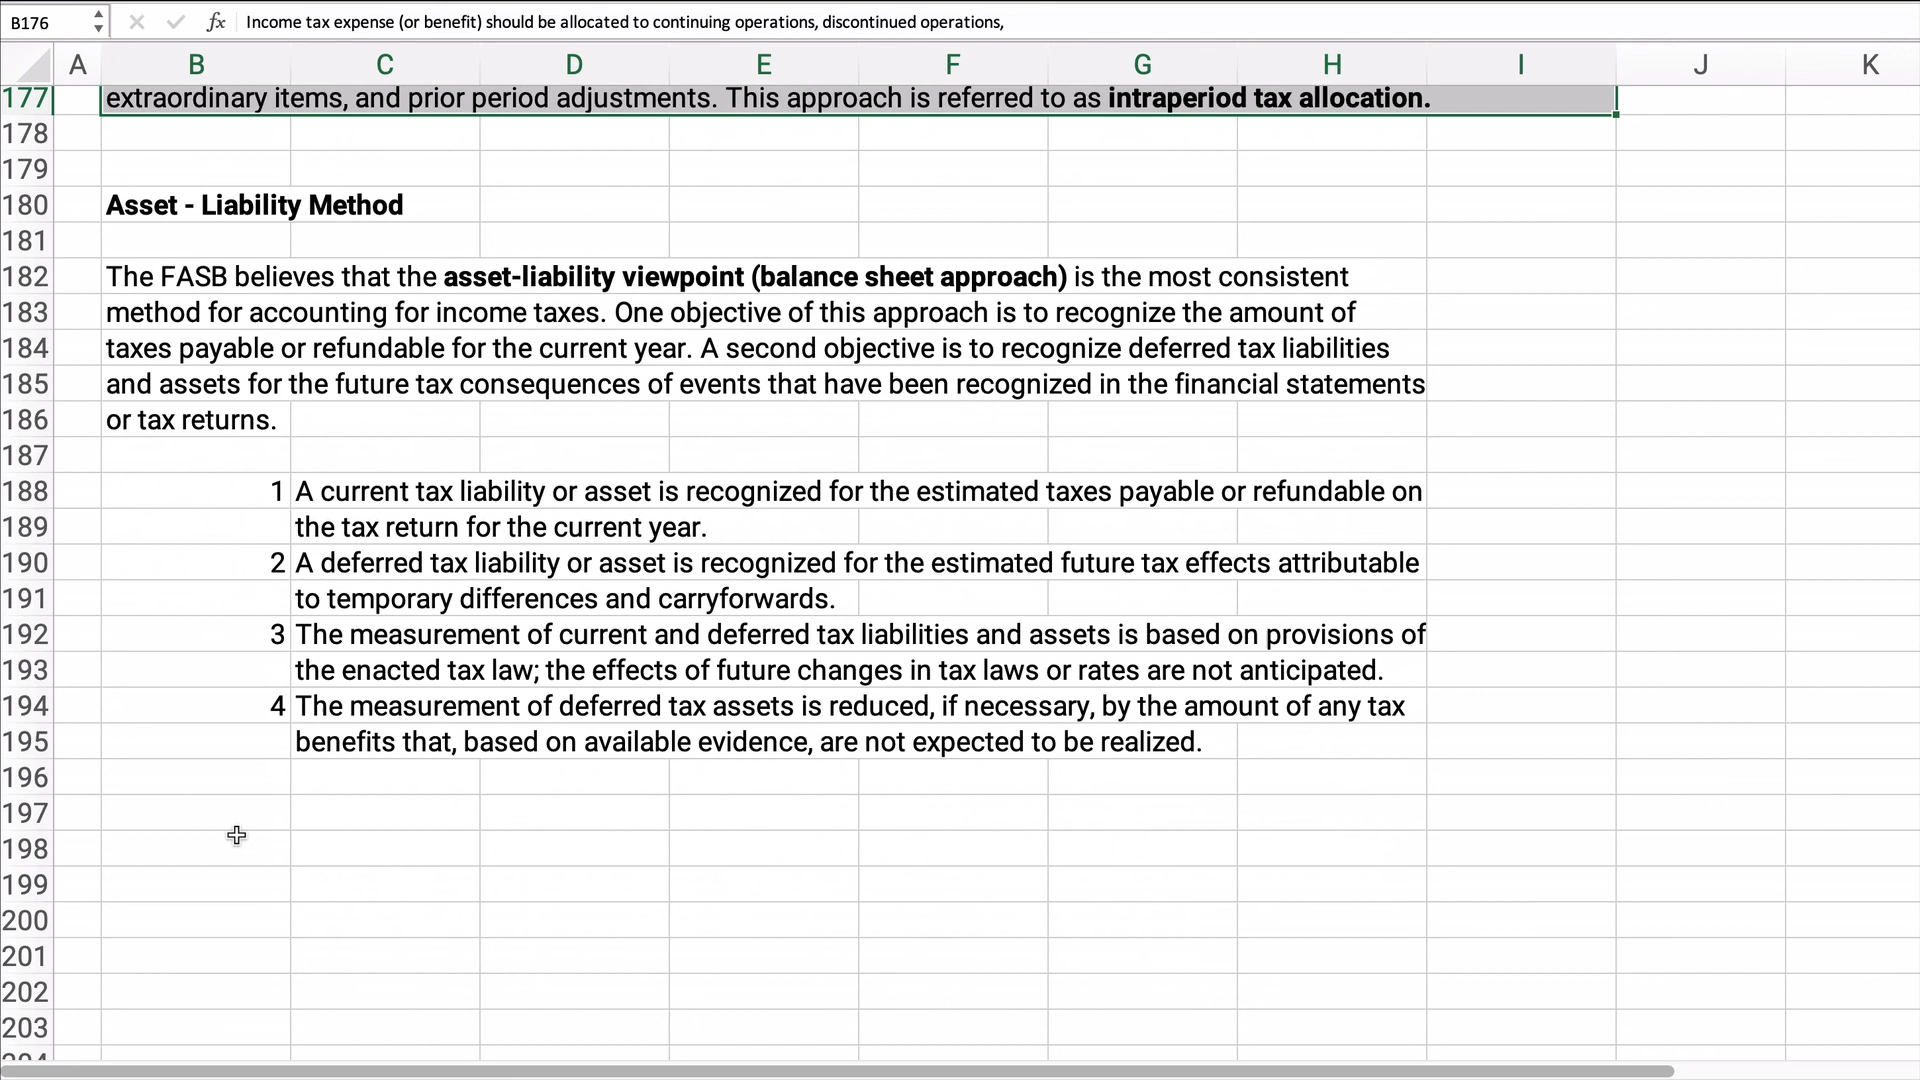 B176 fx Income tax expense (or benefit) should be allocated to continuing operations, discontinued operations,
A B C D E F G H I J K
177 extraordinary items, and prior period adjustments. This approach is referred to as intraperiod tax allocation.
178
179
180 Asset - Liability Method
181
182 The FASB believes that the asset-liability viewpoint (balance sheet approach) is the most consistent
183 method for accounting for income taxes. One objective of this approach is to recognize the amount of
184 taxes payable or refundable for the current year. A second objective is to recognize deferred tax liabilities
185 and assets for the future tax consequences of events that have been recognized in the financial statements
186 or tax returns.
187
188 1 A current tax liability or asset is recognized for the estimated taxes payable or refundable on
189 the tax return for the current year.
190 2 A deferred tax liability or asset is recognized for the estimated future tax effects attributable
191 to temporary differences and carryforwards.
192 3 The measurement of current and deferred tax liabilities and assets is based on provisions of
193 the enacted tax law; the effects of future changes in tax laws or rates are not anticipated.
194 4 The measurement of deferred tax assets is reduced, if necessary, by the amount of any tax
195 benefits that, based on available evidence, are not expected to be realized.
196
197
198
199
200
201
202
203
204